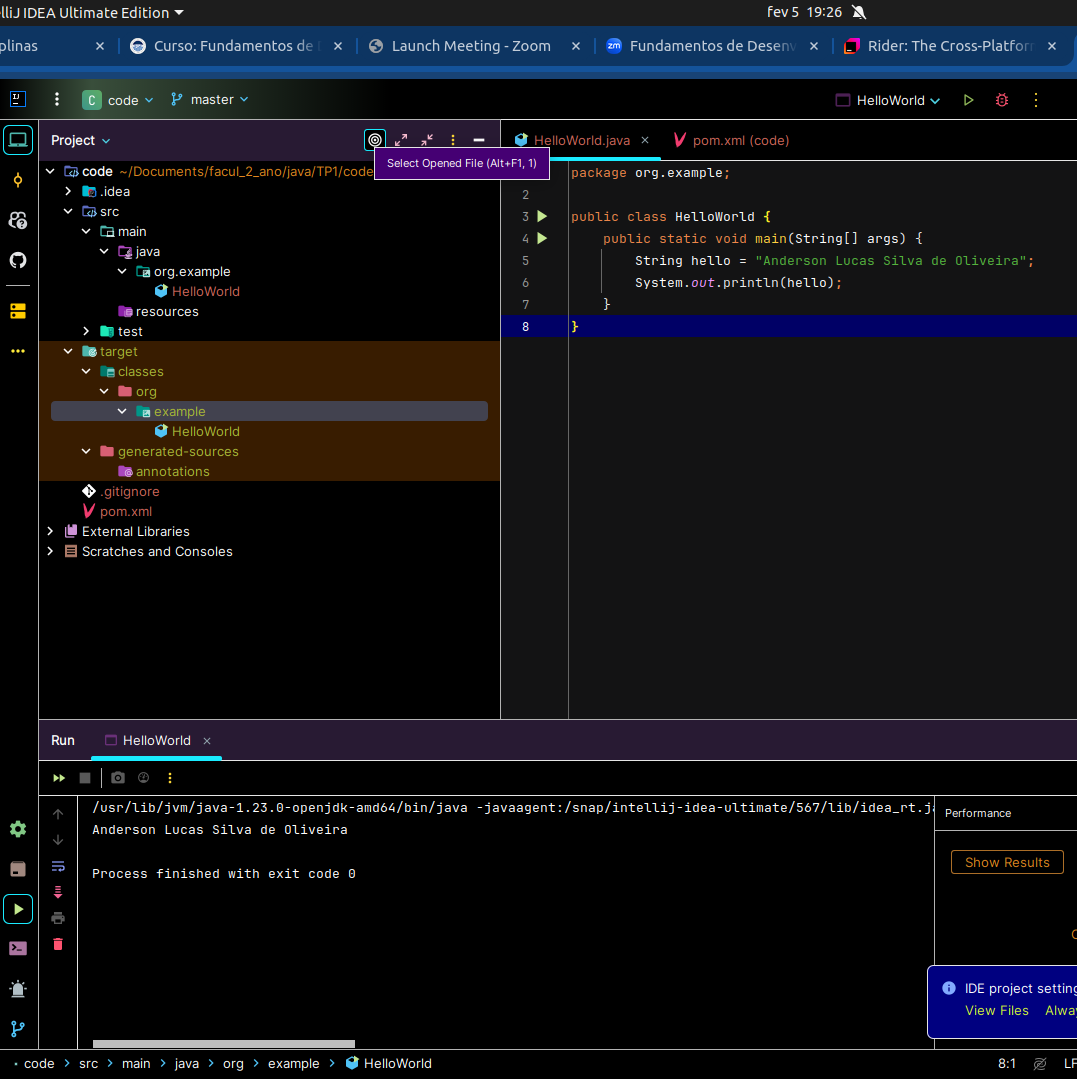 lliJ IDEA Ultimate Edition
fev 5 19:26
plinas
Curso: Fundamentos de
Launch Meeting - Zoom
zm Fundamentos de Desenv
Rider: The Cross-Platform
IJ
C code
master
HelloWorld
Project
HelloWorld.java
pom.xml (code)
Select Opened File (Alt+F1, 1)
code ~/Documents/facul_2_ano/java/TP1/code
.idea
src
main
java
org.example
HelloWorld
resources
test
target
classes
org
example
HelloWorld
generated-sources
annotations
.gitignore
pom.xml
External Libraries
Scratches and Consoles
package org.example;
2
3 public class HelloWorld {
4 public static void main(String[] args) {
5 String hello = "Anderson Lucas Silva de Oliveira";
6 System.out.println(hello);
7 }
8 }
Run
HelloWorld
/usr/lib/jvm/java-1.23.0-openjdk-amd64/bin/java -javaagent:/snap/intellij-idea-ultimate/567/lib/idea_rt.ja
Anderson Lucas Silva de Oliveira
Process finished with exit code 0
Performance
Show Results
IDE project setting
View Files Alwa
code > src > main > java > org > example > HelloWorld
8:1
LF